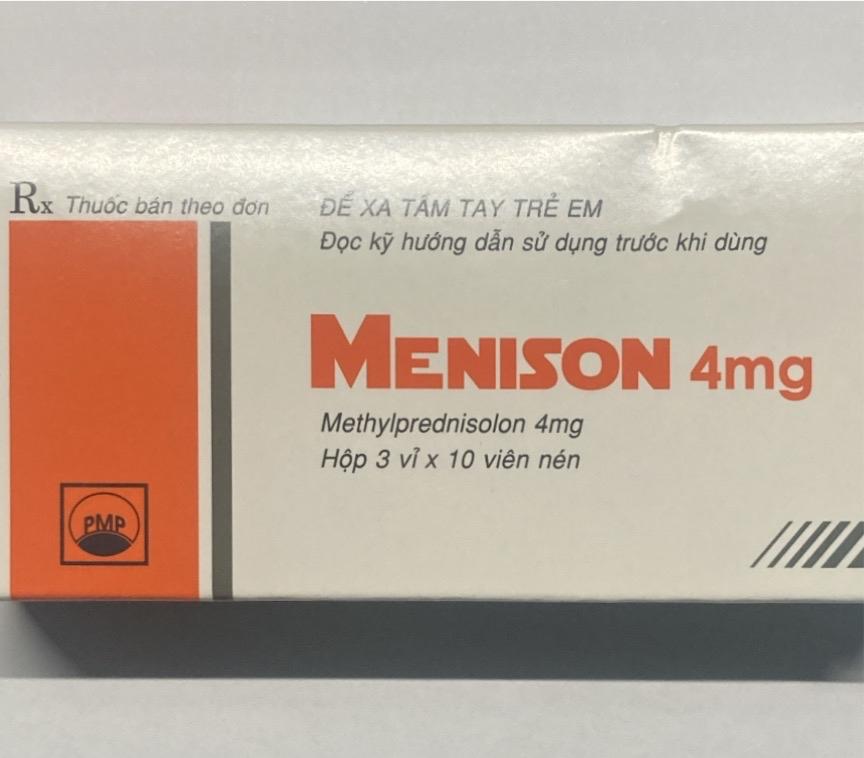 Rx Thuốc bán theo đơn
ĐỂ XA TẦM TAY TRẺ EM
Đọc kỹ hướng dẫn sử dụng trước khi dùng
MENISON 4mg
Methylprednisolon 4mg
Hộp 3 vỉ x 10 viên nén
PMP